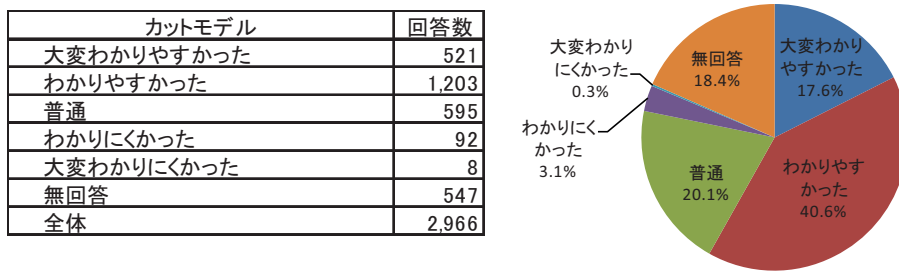 カットモデル 回答数
大変わかりやすかった 521
わかりやすかった 1,203
普通 595
わかりにくかった 92
大変わかりにくかった 8
無回答 547
全体 2,966
大変わかり
やすかった
17.6%
わかりやす
かった
40.6%
普通
20.1%
わかりにく
かった
3.1%
大変わかり
にくかった
0.3%
無回答
18.4%